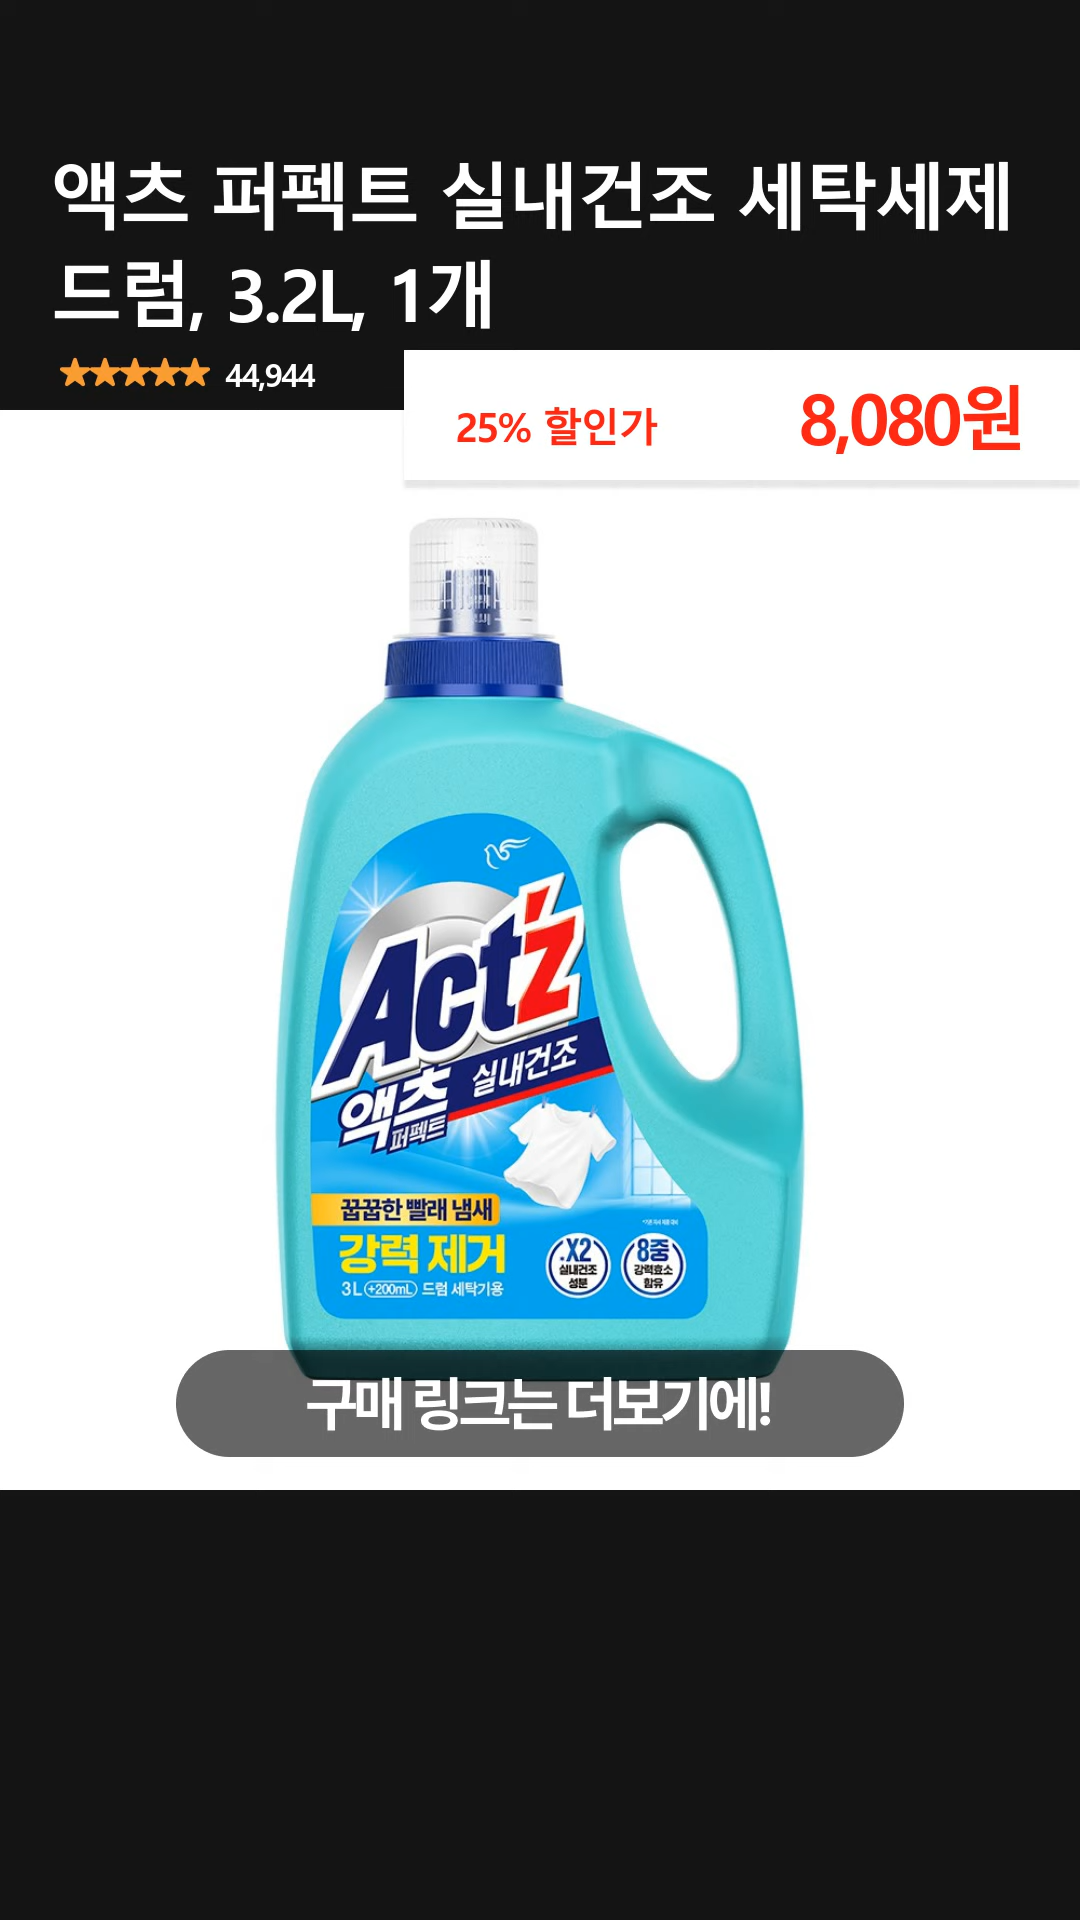 액츠 퍼펙트 실내건조 세탁세제
드럼, 3.2L, 1개
44,944
25% 할인가
8,080원
Act'z
액츠
퍼펙트
실내건조
꿉꿉한 빨래 냄새
강력 제거
3L(+200mL) 드럼 세탁기용
X2
실내건조
성분
8중
강력효소
함유
구매 링크는 더보기에!